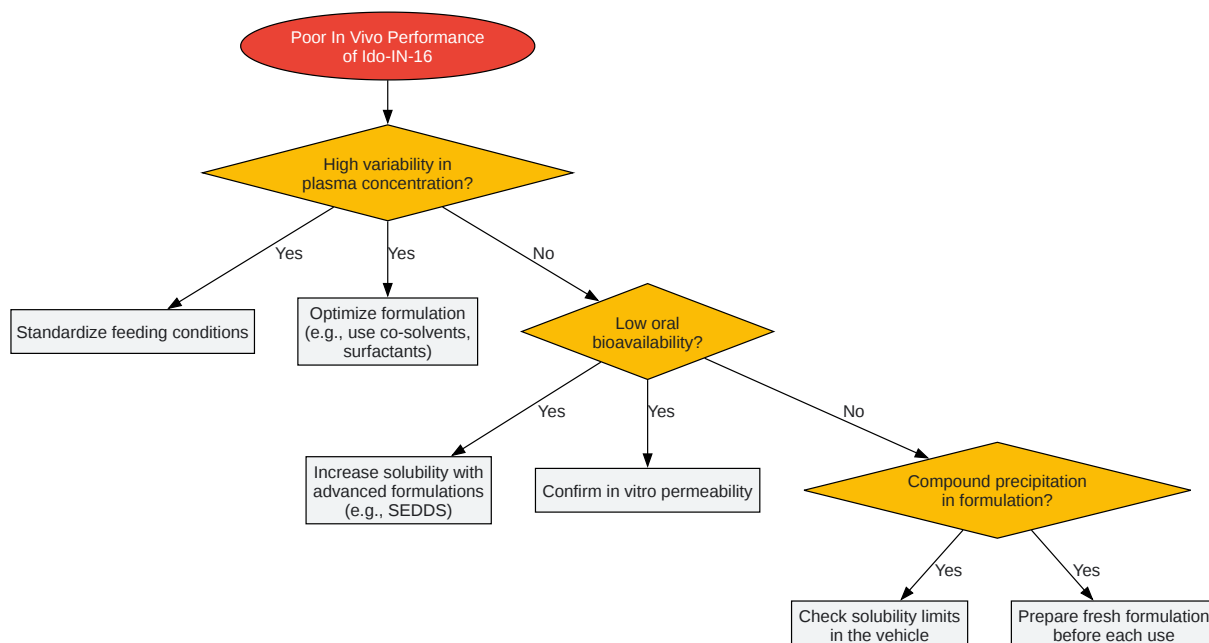 Poor In Vivo Performance
of Ido-IN-16
High variability in
plasma concentration?
Yes
Yes
No
Standardize feeding conditions
Optimize formulation
(e.g., use co-solvents,
surfactants)
Low oral
bioavailability?
Yes
Yes
No
Increase solubility with
advanced formulations
(e.g., SEDDS)
Confirm in vitro permeability
Compound precipitation
in formulation?
Yes
Yes
Check solubility limits
in the vehicle
Prepare fresh formulation
before each use